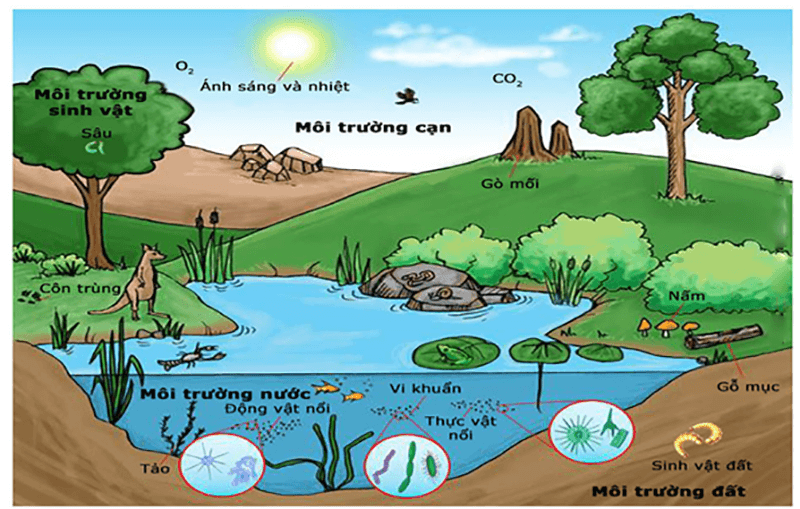 O2
Ánh sáng và nhiệt
CO2
Môi trường
sinh vật
Sâu
Môi trường cạn
Gò mối
Côn trùng
Nấm
Gỗ mục
Môi trường nước
Động vật nổi
Vi khuẩn
Thực vật
nổi
Tảo
Sinh vật đất
Môi trường đất